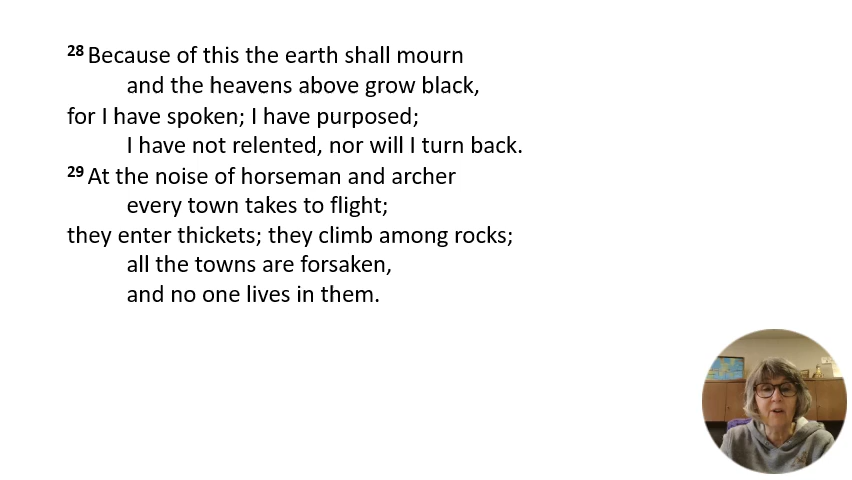 28 Because of this the earth shall mourn
and the heavens above grow black,
for I have spoken; I have purposed;
I have not relented, nor will I turn back.
29 At the noise of horseman and archer
every town takes to flight;
they enter thickets; they climb among rocks;
all the towns are forsaken,
and no one lives in them.